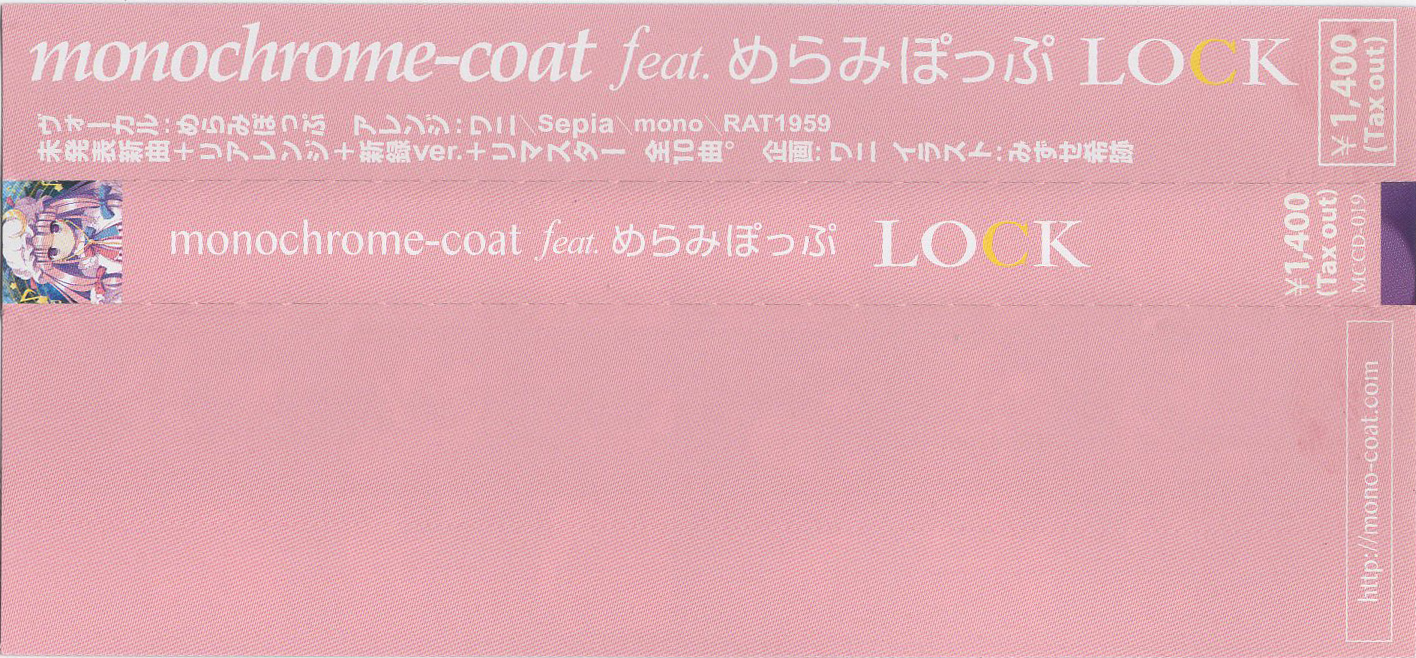 monochrome-coat feat. めらみぽっぷ LOCK
¥1,400
(Tax out)
ヴォーカル:めらみぽっぷ アレンジ:ワニ/Sepia/mono/RAT1959
未発表新曲+リアレンジ+新録ver.+リマスター 全10曲。 企画:ワニ イラスト:みずせ希跡
monochrome-coat feat. めらみぽっぷ LOCK
¥1,400
(Tax out)
MCCD-019
http://mono-coat.com